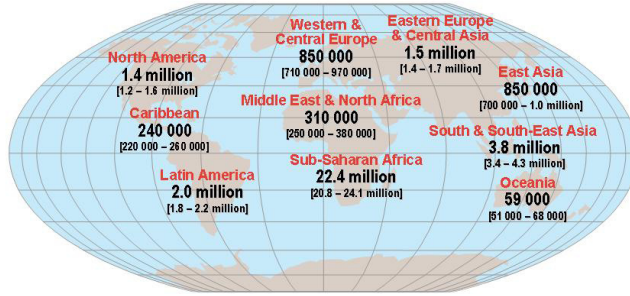 Western &
Central Europe
850 000
[710 000 – 970 000]
Eastern Europe
& Central Asia
1.5 million
[1.4 – 1.7 million]
North America
1.4 million
[1.2 – 1.6 million]
East Asia
850 000
[700 000 – 1.0 million]
Caribbean
240 000
[220 000 – 260 000]
Middle East & North Africa
310 000
[250 000 – 380 000]
South & South-East Asia
3.8 million
[3.4 – 4.3 million]
Latin America
2.0 million
[1.8 – 2.2 million]
Sub-Saharan Africa
22.4 million
[20.8 – 24.1 million]
Oceania
59 000
[51 000 – 68 000]